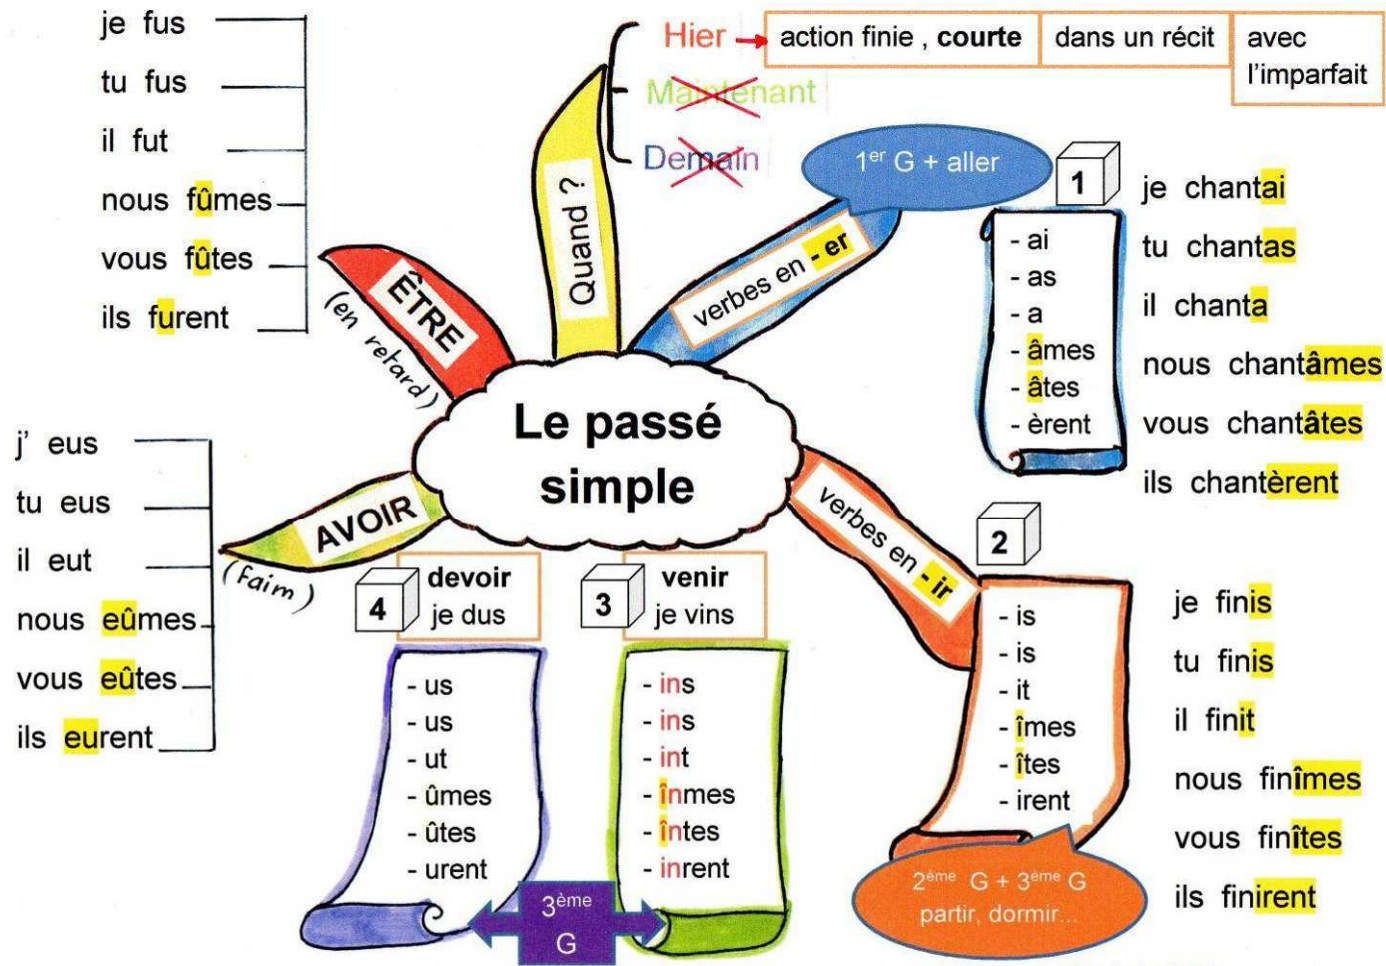 je fus
tu fus
il fut
nous fûmes
vous fûtes
ils furent
ÊTRE
(en retard)
Quand ?
Hier
Maintenant
Demain
action finie , courte
dans un récit
avec
l'imparfait
1er G + aller
verbes en - er
1
- ai
- as
- a
- âmes
- âtes
- èrent
je chantai
tu chantas
il chanta
nous chantâmes
vous chantâtes
ils chantèrent
Le passé
simple
j' eus
tu eus
il eut
nous eûmes
vous eûtes
ils eurent
AVOIR
(faim)
4
devoir
je dus
- us
- us
- ut
- ûmes
- ûtes
- urent
3
venir
je vins
- ins
- ins
- int
- înmes
- întes
- inrent
3ème
G
verbes en - ir
2
- is
- is
- it
- îmes
- îtes
- irent
2ème G + 3ème G
partir, dormir...
je finis
tu finis
il finit
nous finîmes
vous finîtes
ils finirent